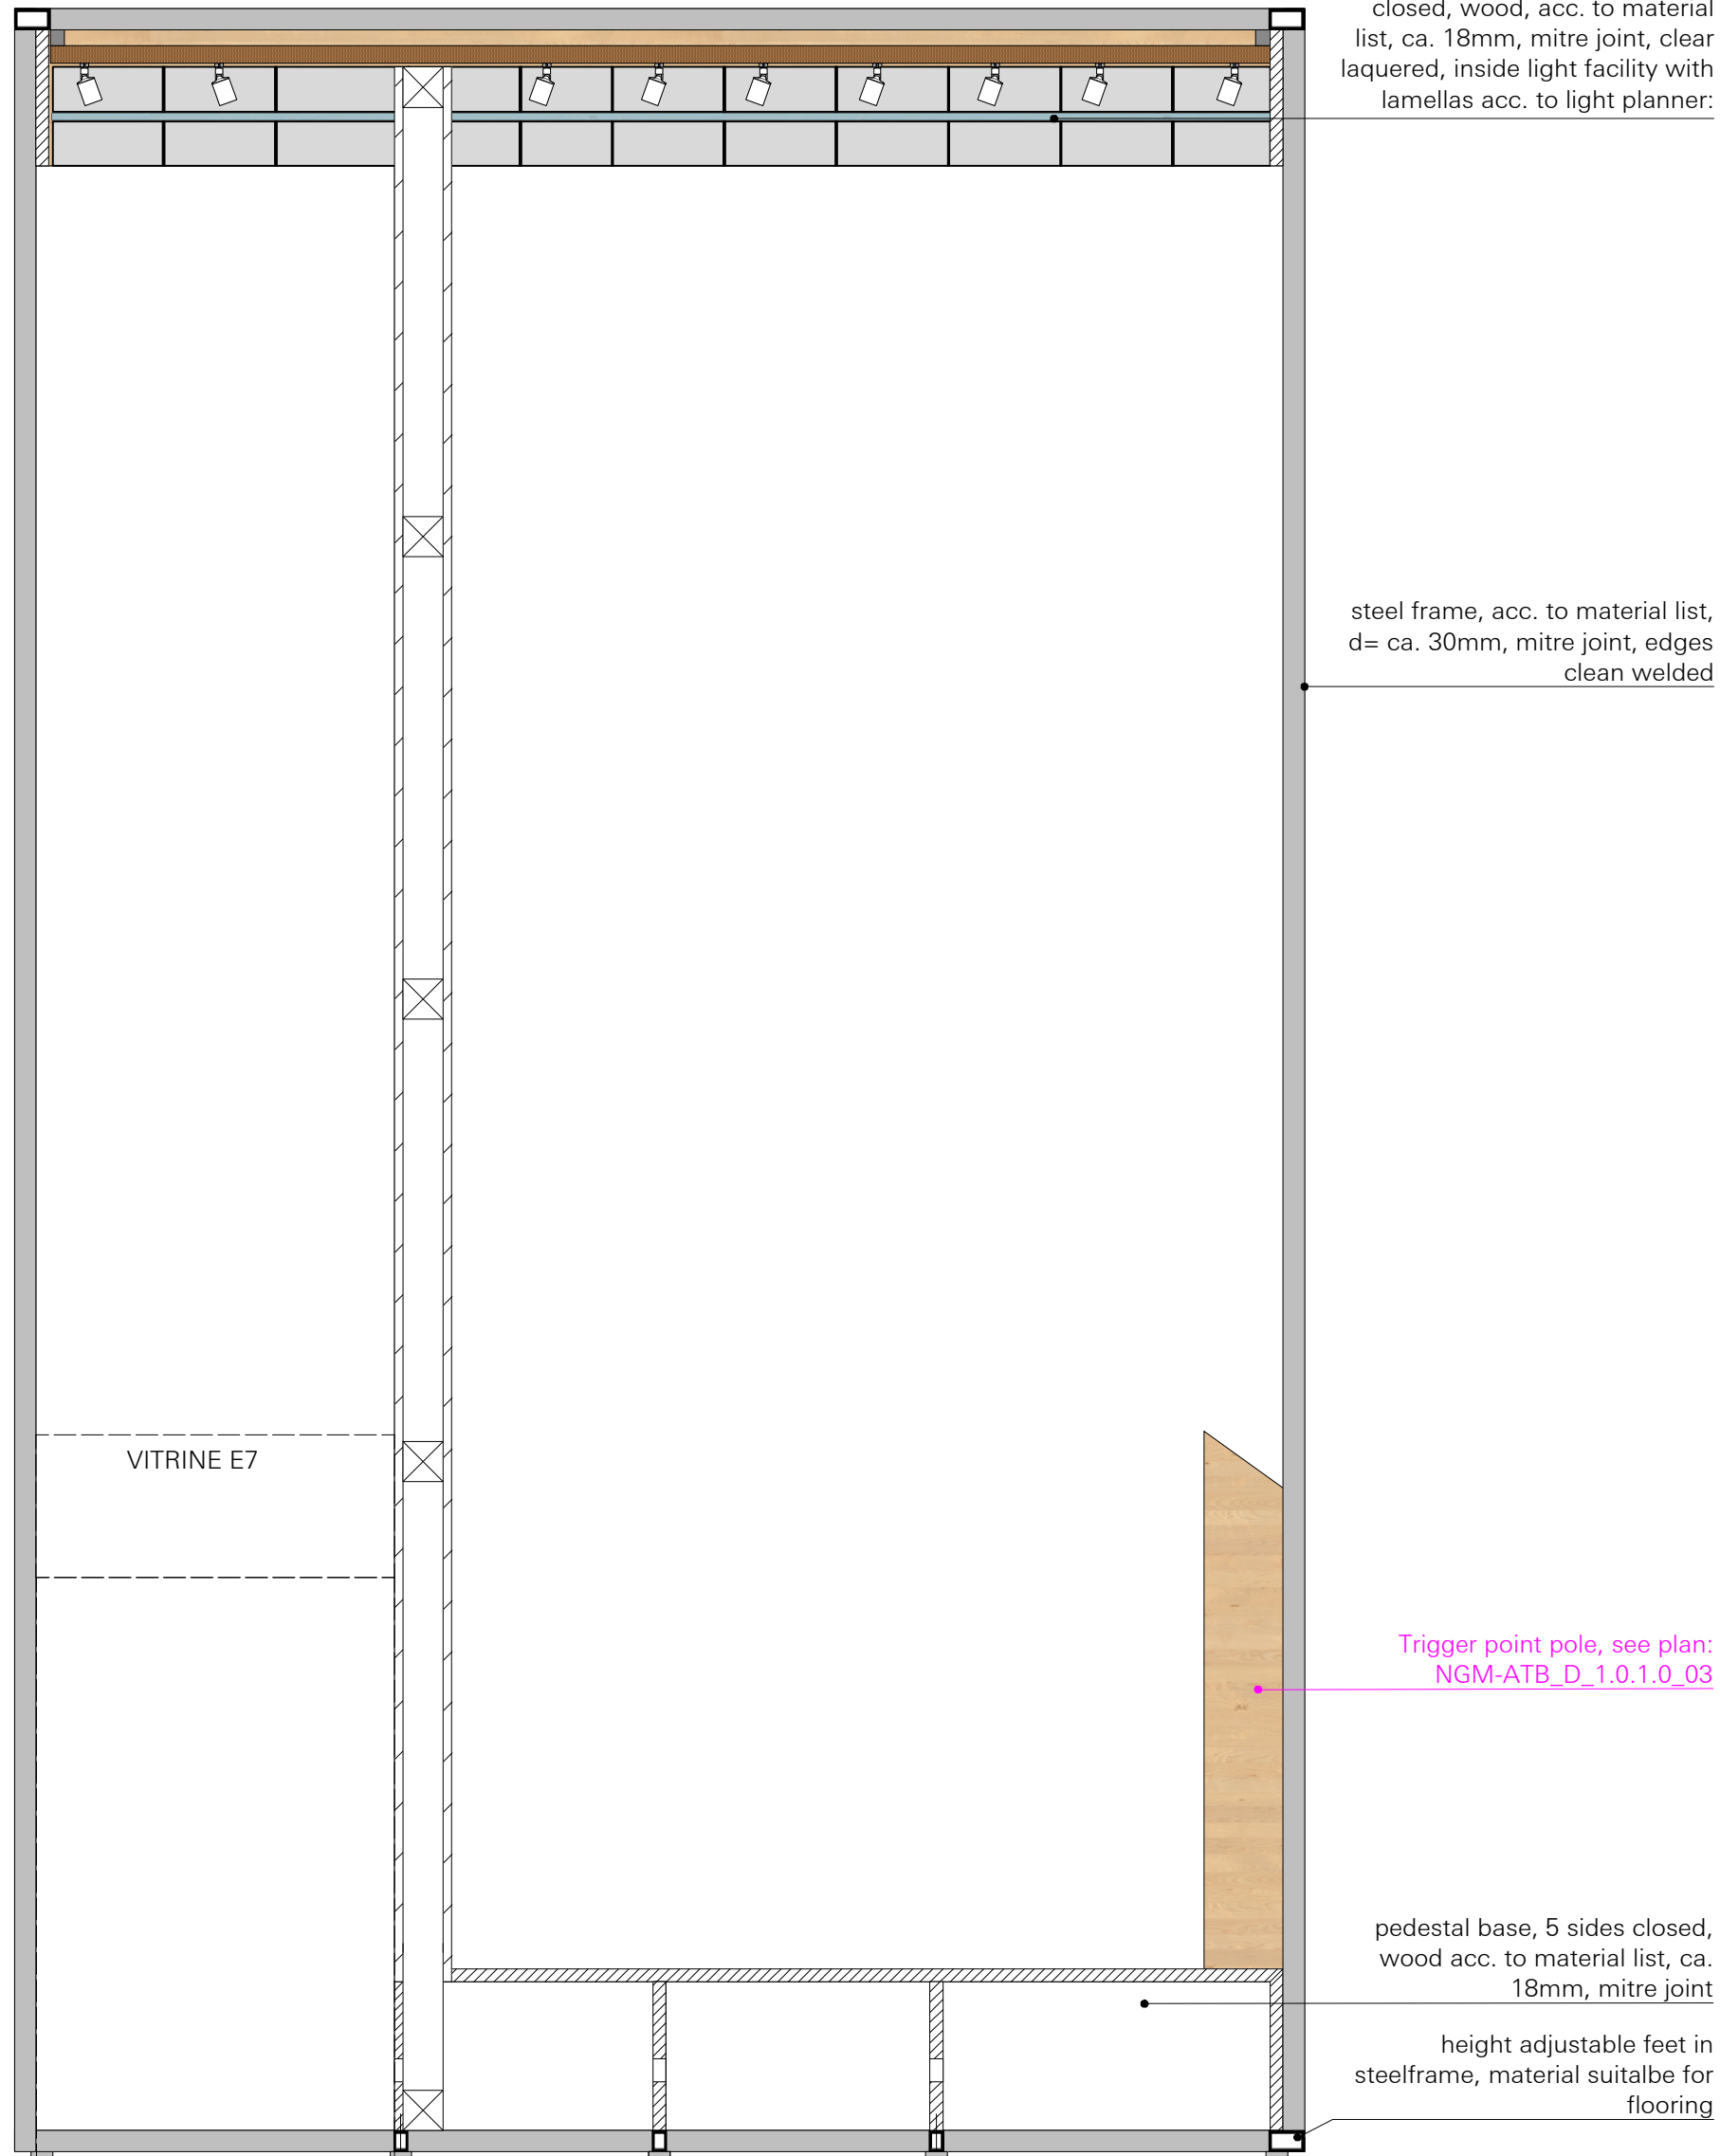 closed, wood, acc. to material
list, ca. 18mm, mitre joint, clear
laquered, inside light facility with
lamellas acc. to light planner:
steel frame, acc. to material list,
d= ca. 30mm, mitre joint, edges
clean welded
VITRINE E7
Trigger point pole, see plan:
NGM-ATB_D_1.0.1.0_03
pedestal base, 5 sides closed,
wood acc. to material list, ca.
18mm, mitre joint
height adjustable feet in
steelframe, material suitalbe for
flooring